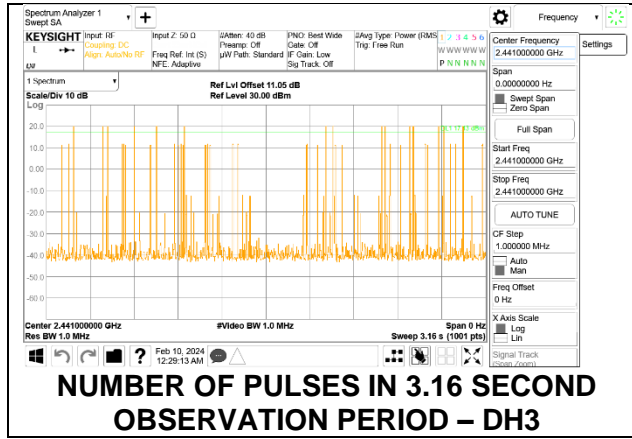 Spectrum Analyzer 1
Swept SA
Frequency
KEYSIGHT
Input: RF
Coupling: DC
Align: Auto/No RF
Input Z: 50 Ω
Freq Ref: Int (S)
NFE: Adaptive
#Atten: 40 dB
Preamp: Off
µW Path: Standard
PNO: Best Wide
Gate: Off
IF Gain: Low
Sig Track: Off
#Avg Type: Power (RMS
Trig: Free Run
1 2 3 4 5 6
W W W W W W
P N N N N N
L
1 Spectrum
Scale/Div 10 dB
Log
Ref Lvl Offset 11.05 dB
Ref Level 30.00 dBm
20.0
10.0
0.00
-10.0
-20.0
-30.0
-40.0
-50.0
-60.0
Center 2.441000000 GHz
Res BW 1.0 MHz
#Video BW 1.0 MHz
Span 0 Hz
Sweep 3.16 s (1001 pts)
Feb 10, 2024
12:29:13 AM
Center Frequency
2.441000000 GHz
Settings
Span
0.00000000 Hz
Swept Span
Zero Span
Full Span
Start Freq
2.441000000 GHz
Stop Freq
2.441000000 GHz
AUTO TUNE
CF Step
1.000000 MHz
Auto
Man
Freq Offset
0 Hz
X Axis Scale
Log
Lin
Signal Track
(Span Zoom)
NUMBER OF PULSES IN 3.16 SECOND
OBSERVATION PERIOD – DH3